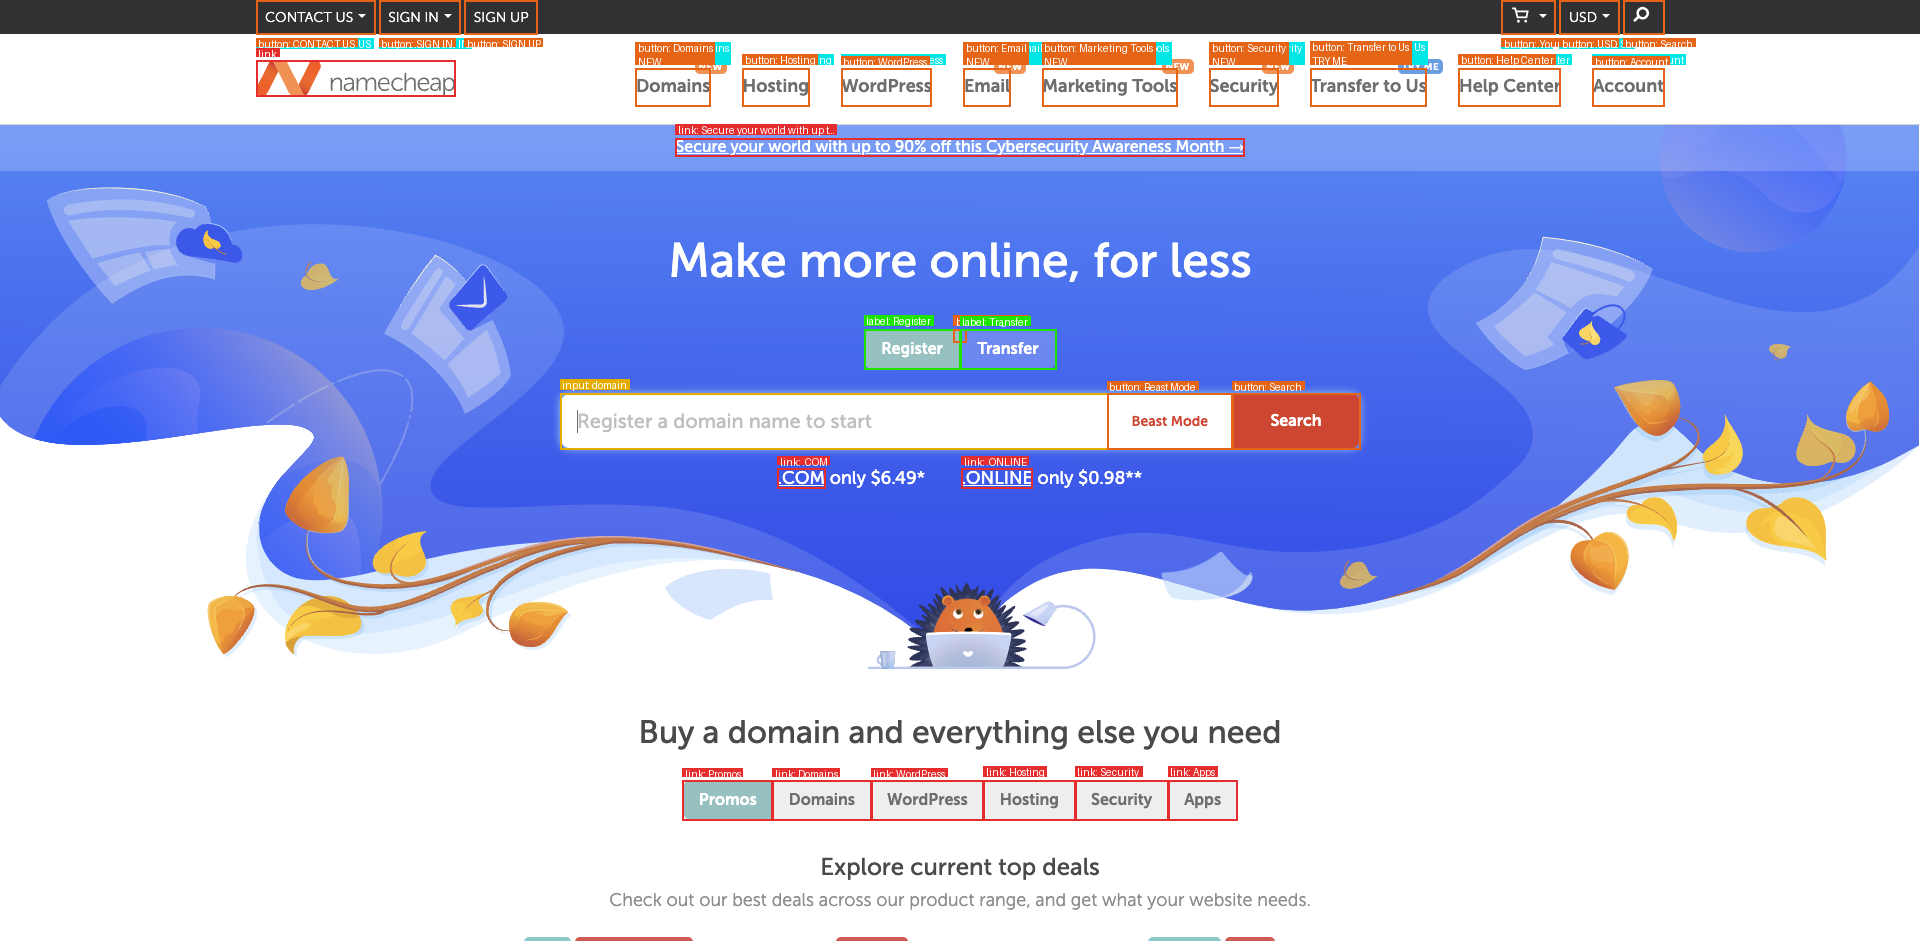 CONTACT US SIGN IN SIGN UP USD
button: CONTACT US US button: SIGN IN button: SIGN UP button: USD button: Search
link
namecheap
button: Domains NEW
button: Hosting
button: WordPress
button: Email NEW
button: Marketing Tools NEW
button: Security NEW
button: Transfer to Us TRY ME
button: Help Center
button: Account
Domains Hosting WordPress Email Marketing Tools Security Transfer to Us Help Center Account
link: Secure your world with up t...
Secure your world with up to 90% off this Cybersecurity Awareness Month →
Make more online, for less
label: Register label: Transfer
Register Transfer
input: domain button: Beast Mode button: Search
Register a domain name to start Beast Mode Search
link: .COM link: .ONLINE
.COM only $6.49* .ONLINE only $0.98**
Buy a domain and everything else you need
link: Promos link: Domains link: WordPress link: Hosting link: Security link: Apps
Promos Domains WordPress Hosting Security Apps
Explore current top deals
Check out our best deals across our product range, and get what your website needs.